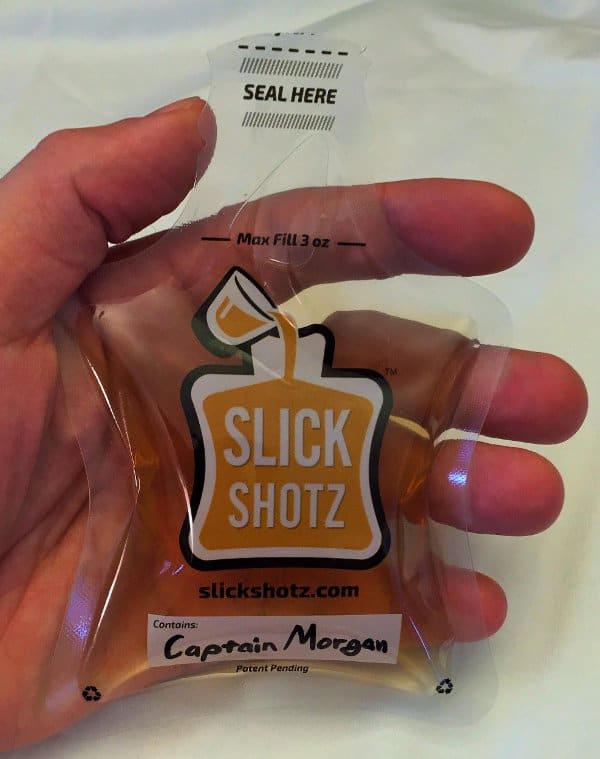 SEAL HERE
Max Fill 3 oz
TM
SLICK
SHOTZ
slickshotz.com
Contains:
Captain Morgan
Patent Pending